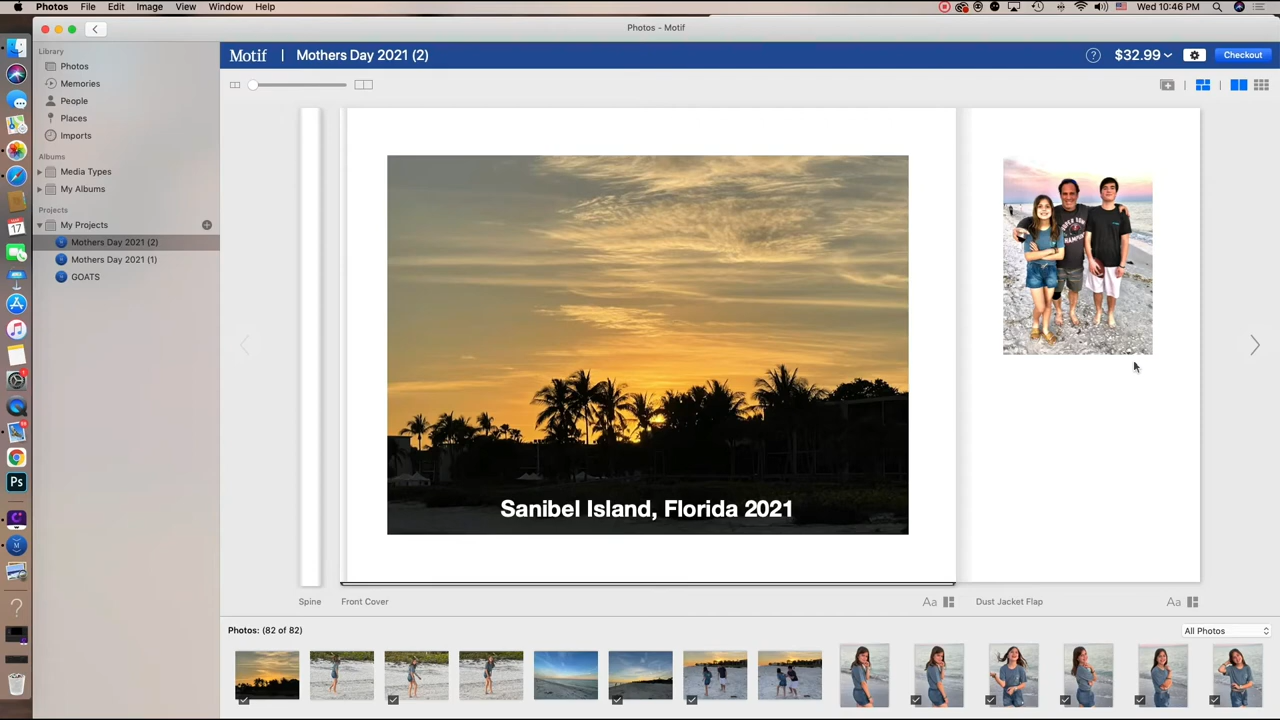 Photos File Edit Image View Window Help
Wed 10:46 PM
Photos - Motif
Library
Photos
Memories
People
Places
Imports
Albums
Media Types
My Albums
Projects
My Projects
Mothers Day 2021 (2)
Mothers Day 2021 (1)
GOATS
Motif | Mothers Day 2021 (2)
? $32.99 Checkout
Sanibel Island, Florida 2021
Spine Front Cover Aa Dust Jacket Flap Aa
Photos: (82 of 82) All Photos
17
Ps